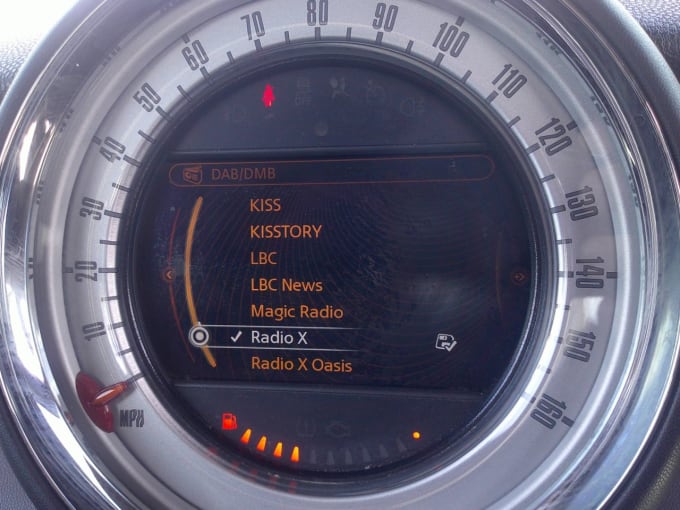 80
70
90
60
100
50
110
40
120
30
130
20
140
10
150
160
MPH
OFF
DAB/DMB
KISS
KISSTORY
LBC
LBC News
Magic Radio
Radio X
Radio X Oasis